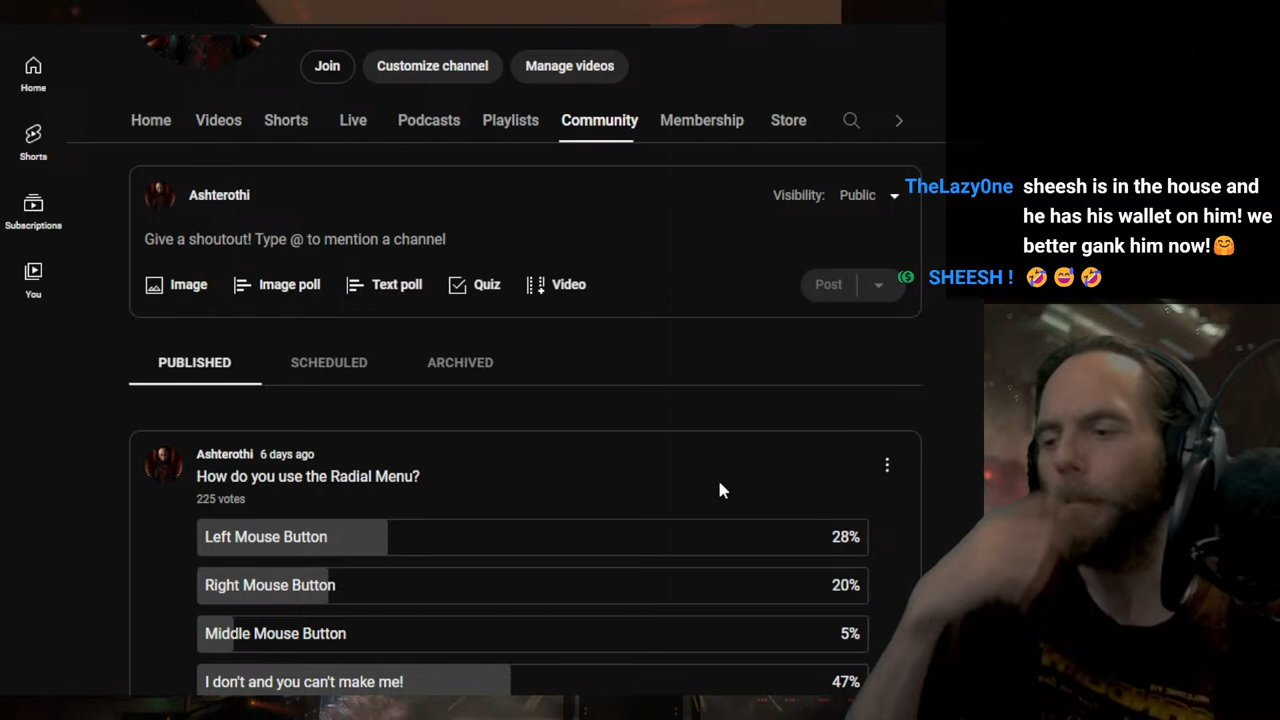 Join Customize channel Manage videos
Home
Shorts
Subscriptions
You
Home Videos Shorts Live Podcasts Playlists Community Membership Store
Ashterothi Visibility: Public
Give a shoutout! Type @ to mention a channel
Image Image poll Text poll Quiz Video Post
PUBLISHED SCHEDULED ARCHIVED
Ashterothi 6 days ago
How do you use the Radial Menu?
225 votes
Left Mouse Button 28%
Right Mouse Button 20%
Middle Mouse Button 5%
I don't and you can't make me! 47%
TheLazy0ne sheesh is in the house and
he has his wallet on him! we
better gank him now!🤗
SHEESH ! 🤣 😅 🤣